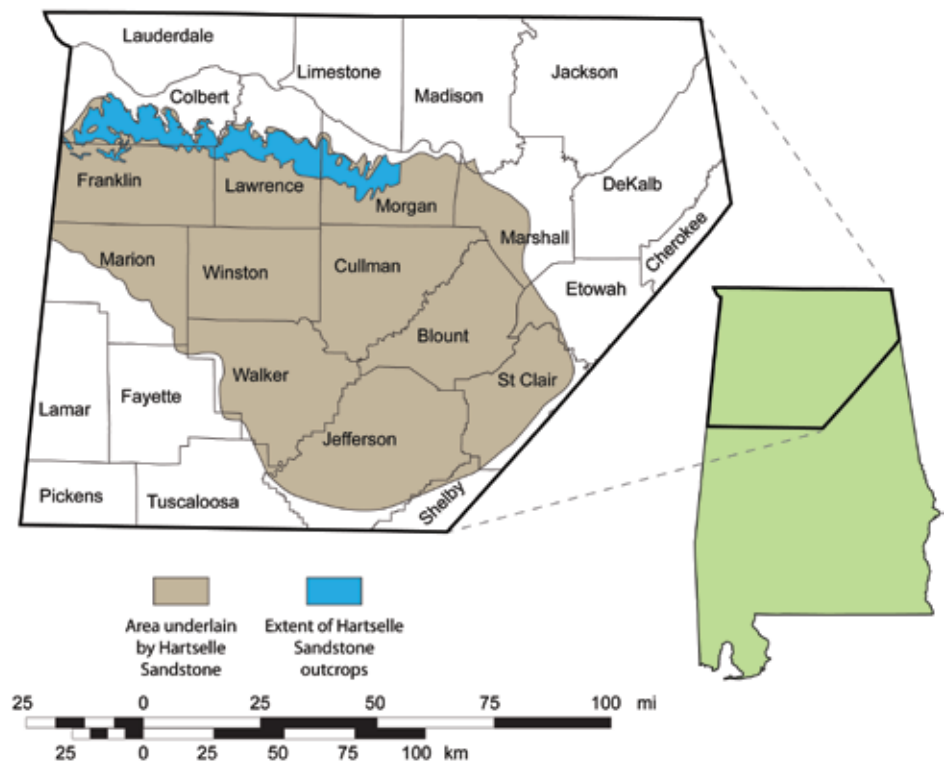 Lauderdale
Limestone
Madison
Jackson
Colbert
Franklin
Lawrence
Morgan
DeKalb
Marshall
Cherokee
Marion
Winston
Cullman
Etowah
Blount
Walker
St Clair
Fayette
Lamar
Jefferson
Pickens
Tuscaloosa
Shelby
Area underlain
by Hartselle
Sandstone
Extent of Hartselle
Sandstone
outcrops
25 0 25 50 75 100 mi
25 0 25 50 75 100 km